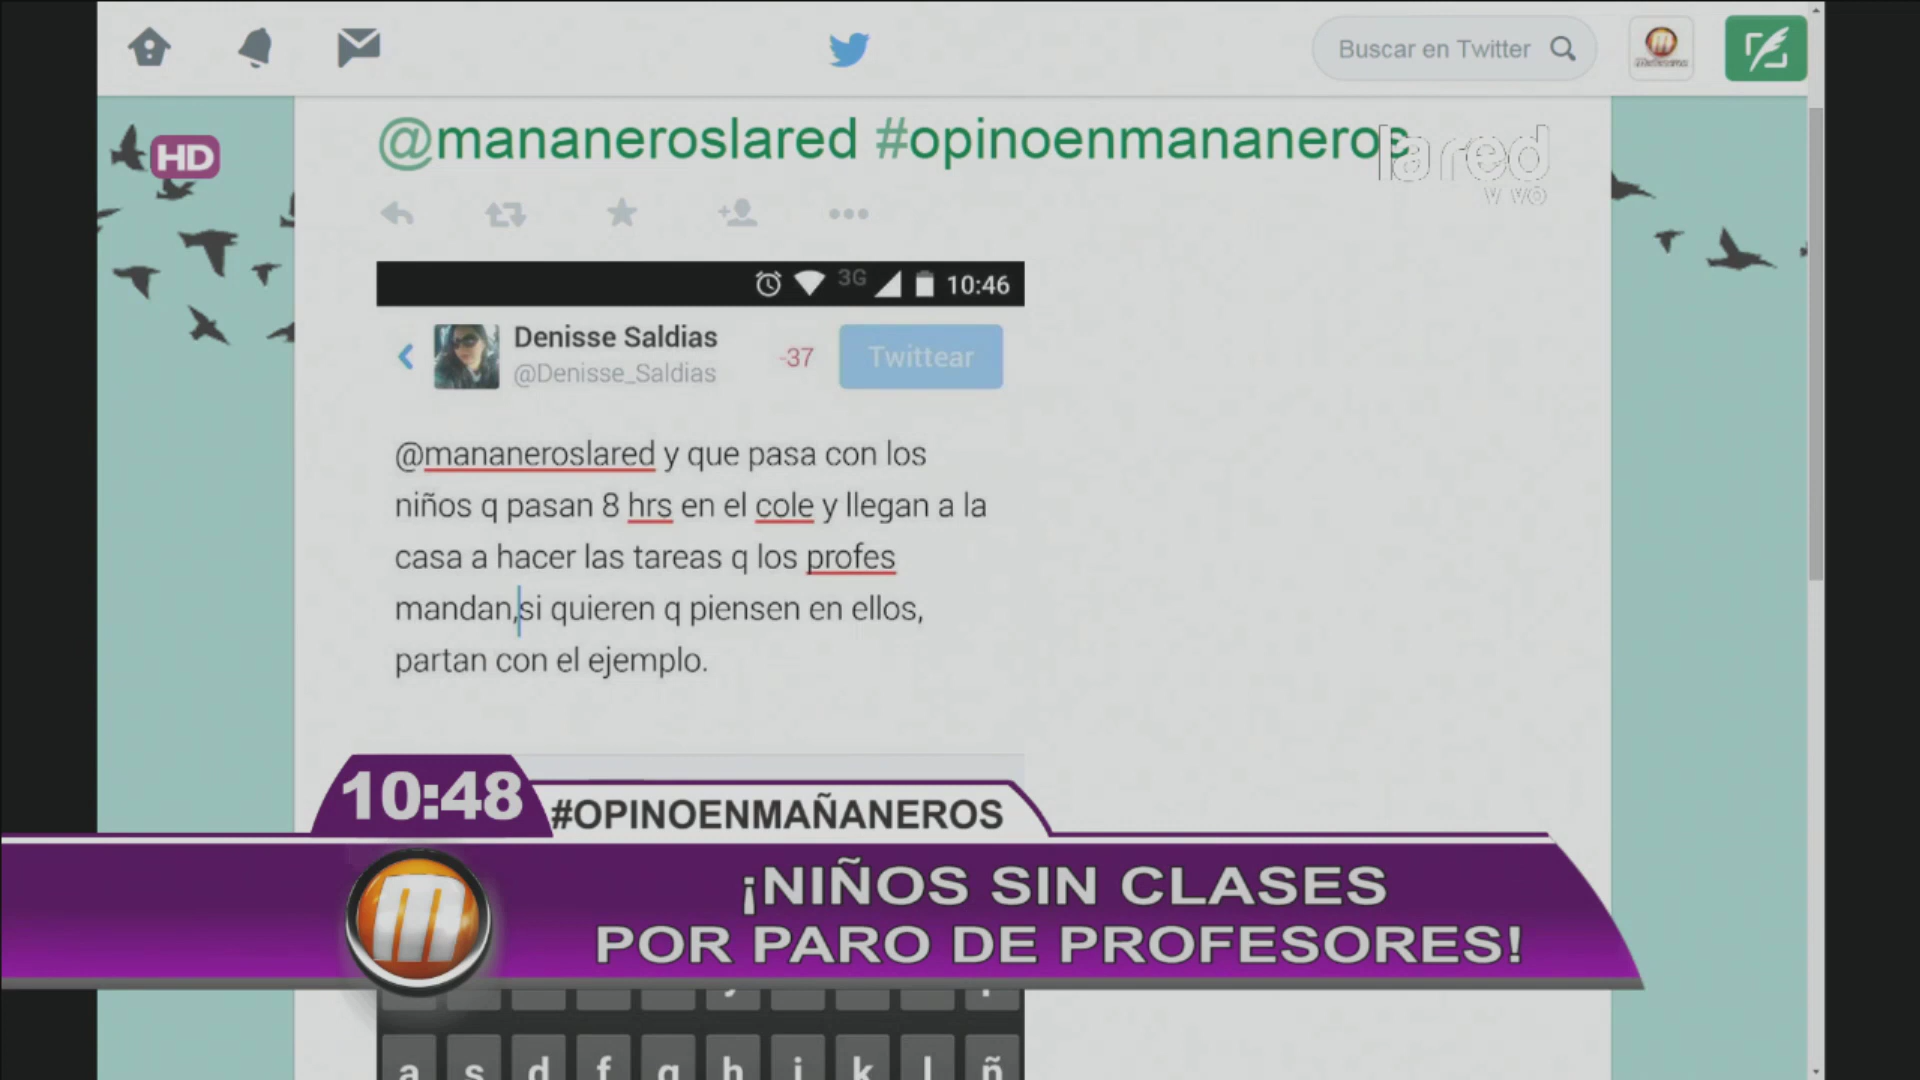 Buscar en Twitter
@mananeroslared #opinoenmananeros
HD
lared
3G 10:46
Denisse Saldias
@Denisse_Saldias
-37
Twittear
@mananeroslared y que pasa con los
niños q pasan 8 hrs en el cole y llegan a la
casa a hacer las tareas q los profes
mandan,si quieren q piensen en ellos,
partan con el ejemplo.
10:48
#OPINOENMAÑANEROS
m
¡NIÑOS SIN CLASES
POR PARO DE PROFESORES!
a s d f g h j k l ñ